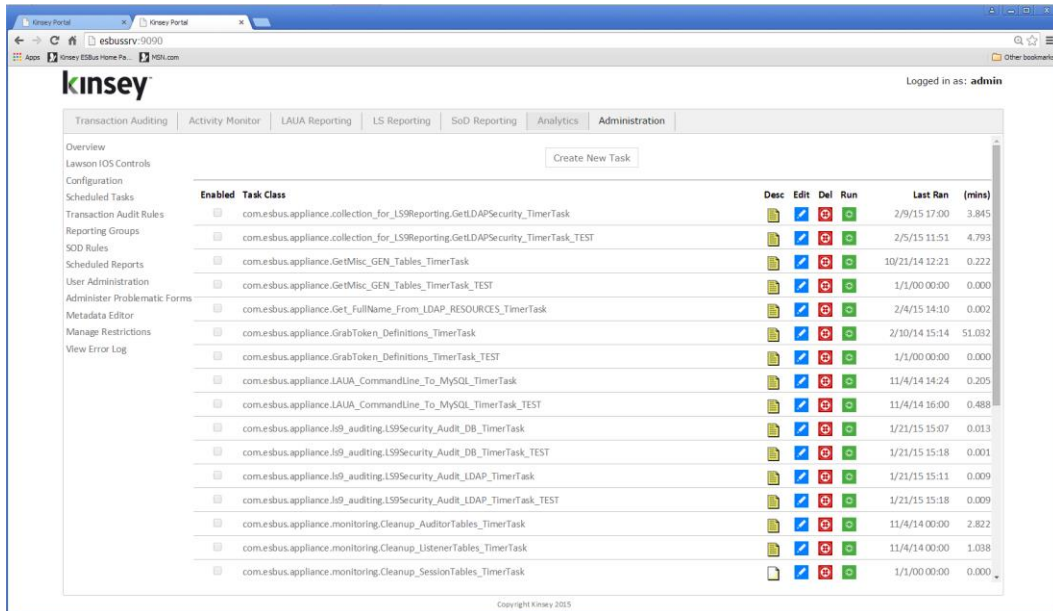 Kinsey Portal
Kinsey Portal
esbussrv:9090
Apps Kinsey ESBus Home Pa... MSN.com Other bookmarks
kinsey
Logged in as: admin
Transaction Auditing Activity Monitor LAUA Reporting LS Reporting SoD Reporting Analytics Administration
Overview
Lawson IOS Controls
Configuration
Scheduled Tasks
Transaction Audit Rules
Reporting Groups
SOD Rules
Scheduled Reports
User Administration
Administer Problematic Forms
Metadata Editor
Manage Restrictions
View Error Log
Create New Task
Enabled Task Class Desc Edit Del Run Last Ran (mins)
com.esbus.appliance.collection_for_LS9Reporting.GetLDAPSecurity_TimerTask 2/9/15 17:00 3.845
com.esbus.appliance.collection_for_LS9Reporting.GetLDAPSecurity_TimerTask_TEST 2/5/15 11:51 4.793
com.esbus.appliance.GetMisc_GEN_Tables_TimerTask 10/21/14 12:21 0.222
com.esbus.appliance.GetMisc_GEN_Tables_TimerTask_TEST 1/1/00 00:00 0.000
com.esbus.appliance.Get_FullName_From_LDAP_RESOURCES_TimerTask 2/4/15 14:10 0.002
com.esbus.appliance.GrabToken_Definitions_TimerTask 2/10/14 15:14 51.032
com.esbus.appliance.GrabToken_Definitions_TimerTask_TEST 1/1/00 00:00 0.000
com.esbus.appliance.LAUA_CommandLine_To_MySQL_TimerTask 11/4/14 14:24 0.205
com.esbus.appliance.LAUA_CommandLine_To_MySQL_TimerTask_TEST 11/4/14 16:00 0.488
com.esbus.appliance.ls9_auditing.LS9Security_Audit_DB_TimerTask 1/21/15 15:07 0.013
com.esbus.appliance.ls9_auditing.LS9Security_Audit_DB_TimerTask_TEST 1/21/15 15:18 0.001
com.esbus.appliance.ls9_auditing.LS9Security_Audit_LDAP_TimerTask 1/21/15 15:11 0.009
com.esbus.appliance.ls9_auditing.LS9Security_Audit_LDAP_TimerTask_TEST 1/21/15 15:18 0.009
com.esbus.appliance.monitoring.Cleanup_AuditorTables_TimerTask 11/4/14 00:00 2.822
com.esbus.appliance.monitoring.Cleanup_ListenerTables_TimerTask 11/4/14 00:00 1.038
com.esbus.appliance.monitoring.Cleanup_SessionTables_TimerTask 1/1/00 00:00 0.000
Copyright Kinsey 2015